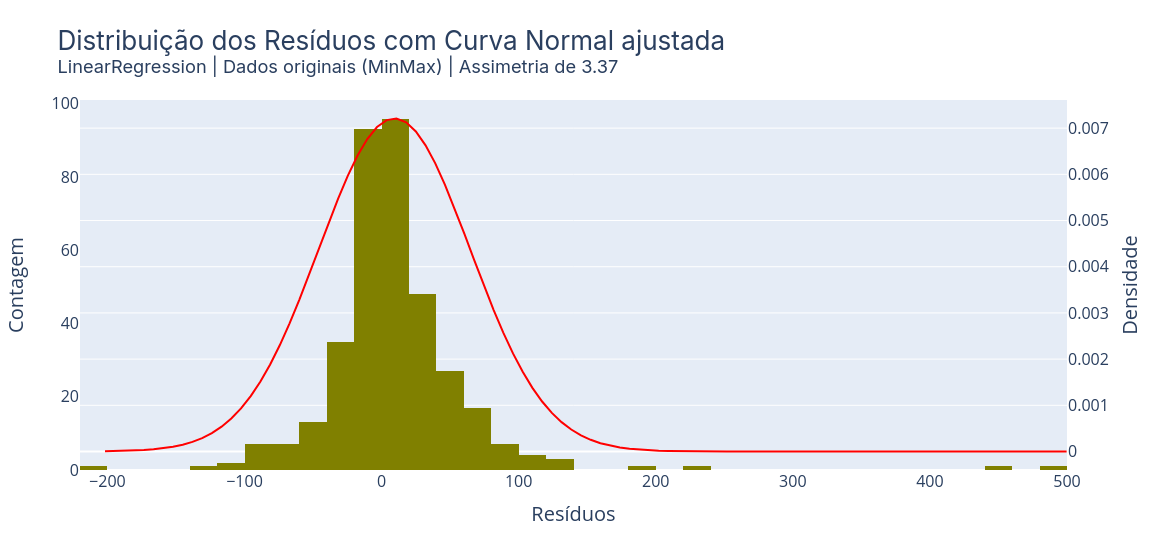 Distribuição dos Resíduos com Curva Normal ajustada
LinearRegression | Dados originais (MinMax) | Assimetria de 3.37
100
80
60
40
20
0
Contagem
0.007
0.006
0.005
0.004
0.003
0.002
0.001
0
Densidade
−200 −100 0 100 200 300 400 500
Resíduos